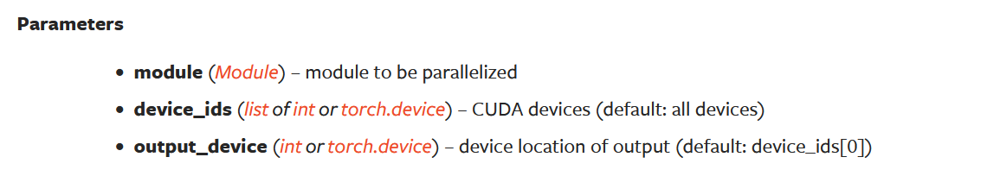 Parameters
• module (Module) – module to be parallelized
• device_ids (list of int or torch.device) – CUDA devices (default: all devices)
• output_device (int or torch.device) – device location of output (default: device_ids[0])